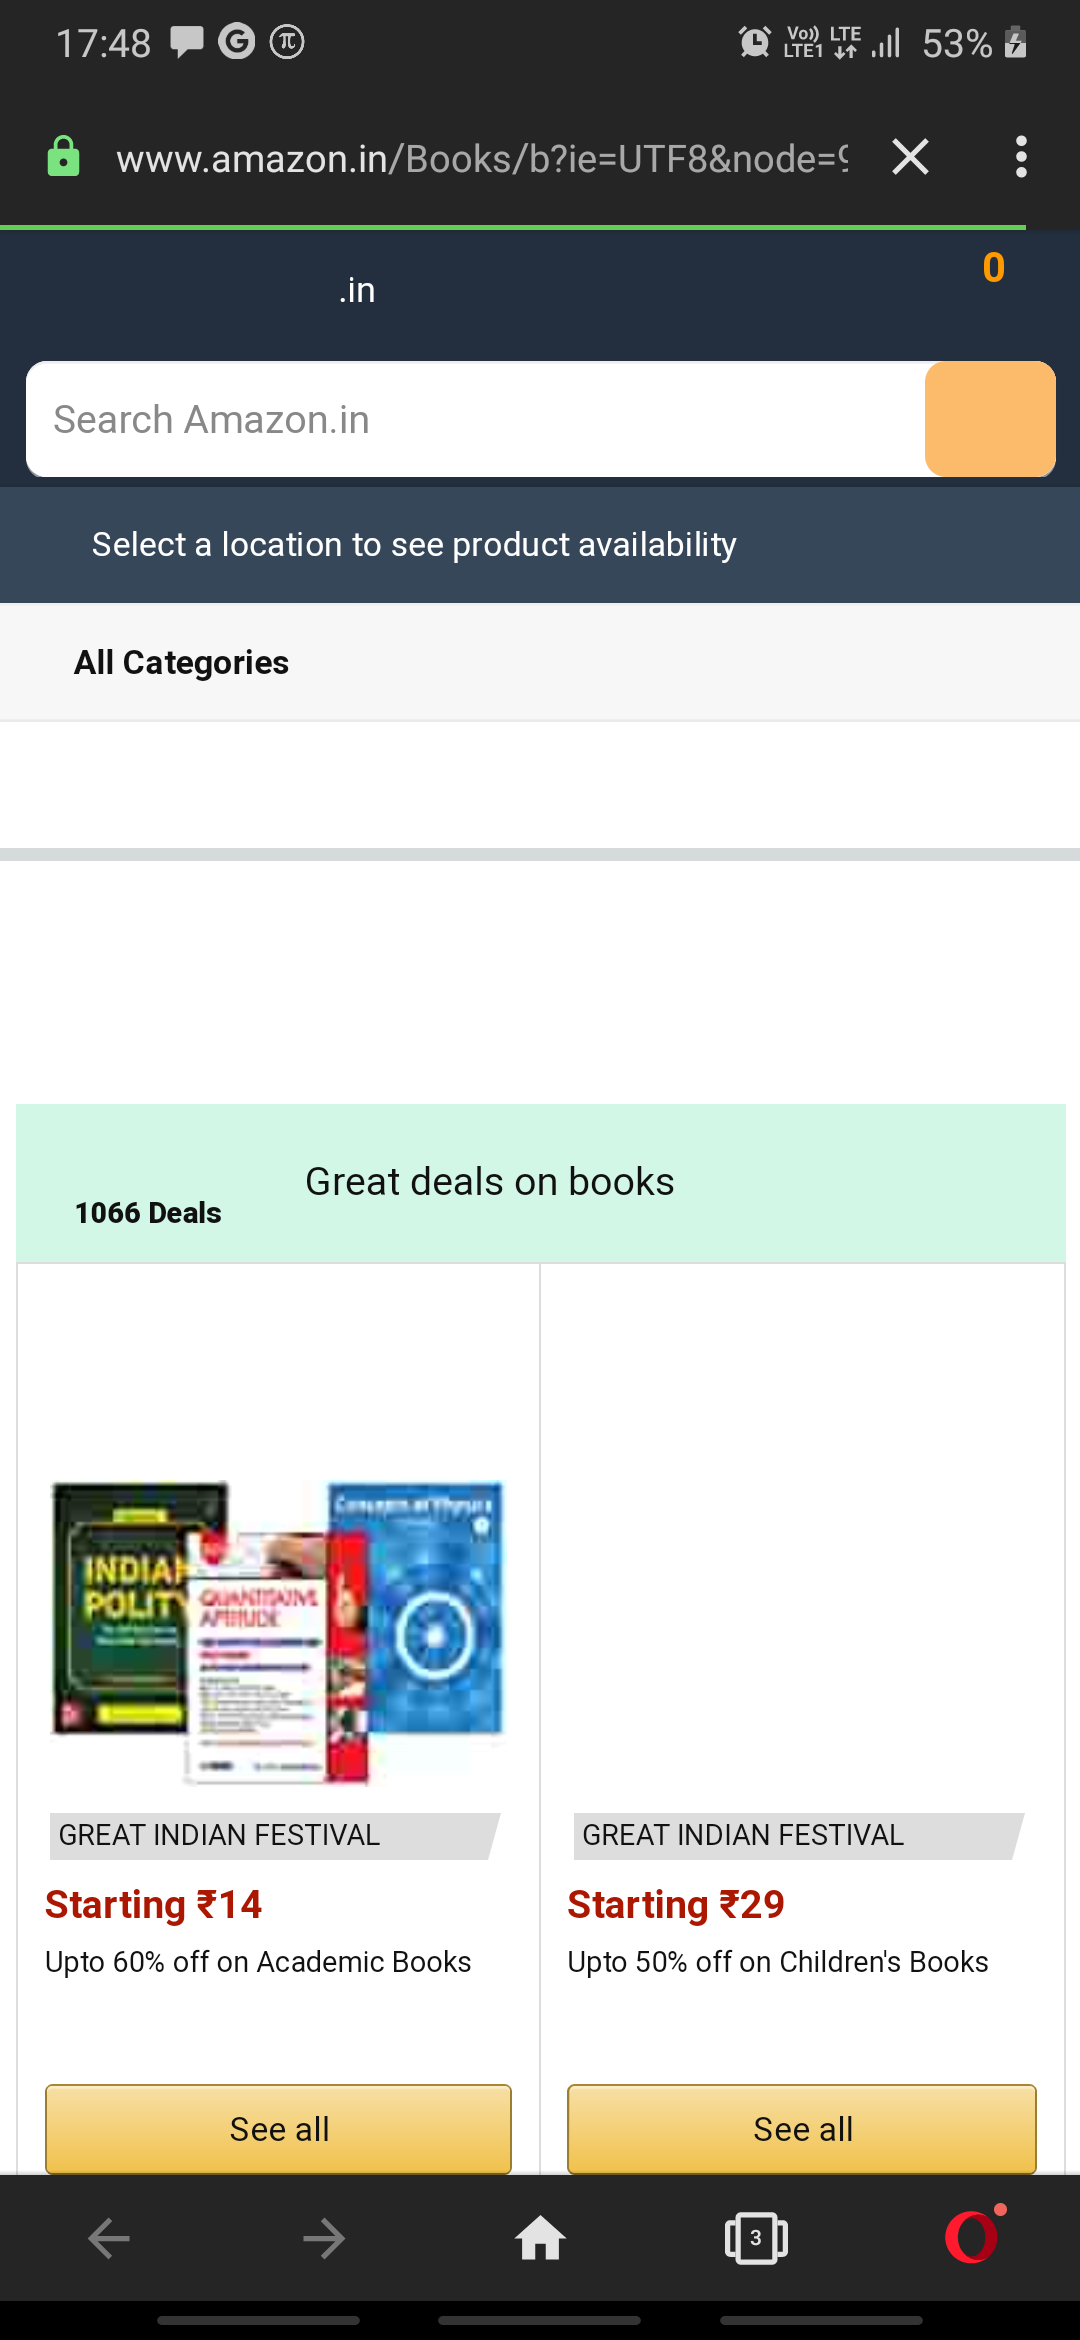 17:48
Vo)) LTE
LTE1
53%
www.amazon.in/Books/b?ie=UTF8&node=9
.in
0
Search Amazon.in
Select a location to see product availability
All Categories
Great deals on books
1066 Deals
INDIAN
POLITY
QUANTITATIVE
APTITUDE
GREAT INDIAN FESTIVAL
GREAT INDIAN FESTIVAL
Starting ₹14
Starting ₹29
Upto 60% off on Academic Books
Upto 50% off on Children's Books
See all
See all
3